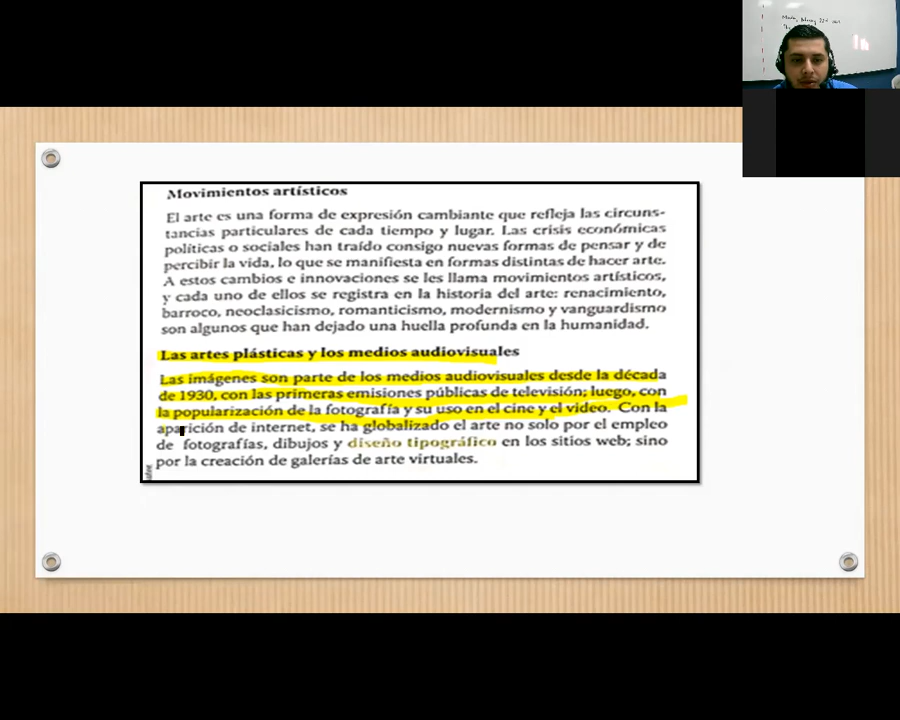 Movimientos artísticos
El arte es una forma de expresión cambiante que refleja las circuns-
tancias particulares de cada tiempo y lugar. Las crisis económicas
políticas o sociales han traído consigo nuevas formas de pensar y de
percibir la vida, lo que se manifiesta en formas distintas de hacer arte.
A estos cambios e innovaciones se les llama movimientos artísticos,
y cada uno de ellos se registra en la historia del arte: renacimiento,
barroco, neoclasicismo, romanticismo, modernismo y vanguardismo
son algunos que han dejado una huella profunda en la humanidad.
Las artes plásticas y los medios audiovisuales
Las imágenes son parte de los medios audiovisuales desde la década
de 1930, con las primeras emisiones públicas de televisión; luego, con
la popularización de la fotografía y su uso en el cine y el video. Con la
aparición de internet, se ha globalizado el arte no solo por el empleo
de fotografías, dibujos y diseño tipográfico en los sitios web; sino
por la creación de galerías de arte virtuales.